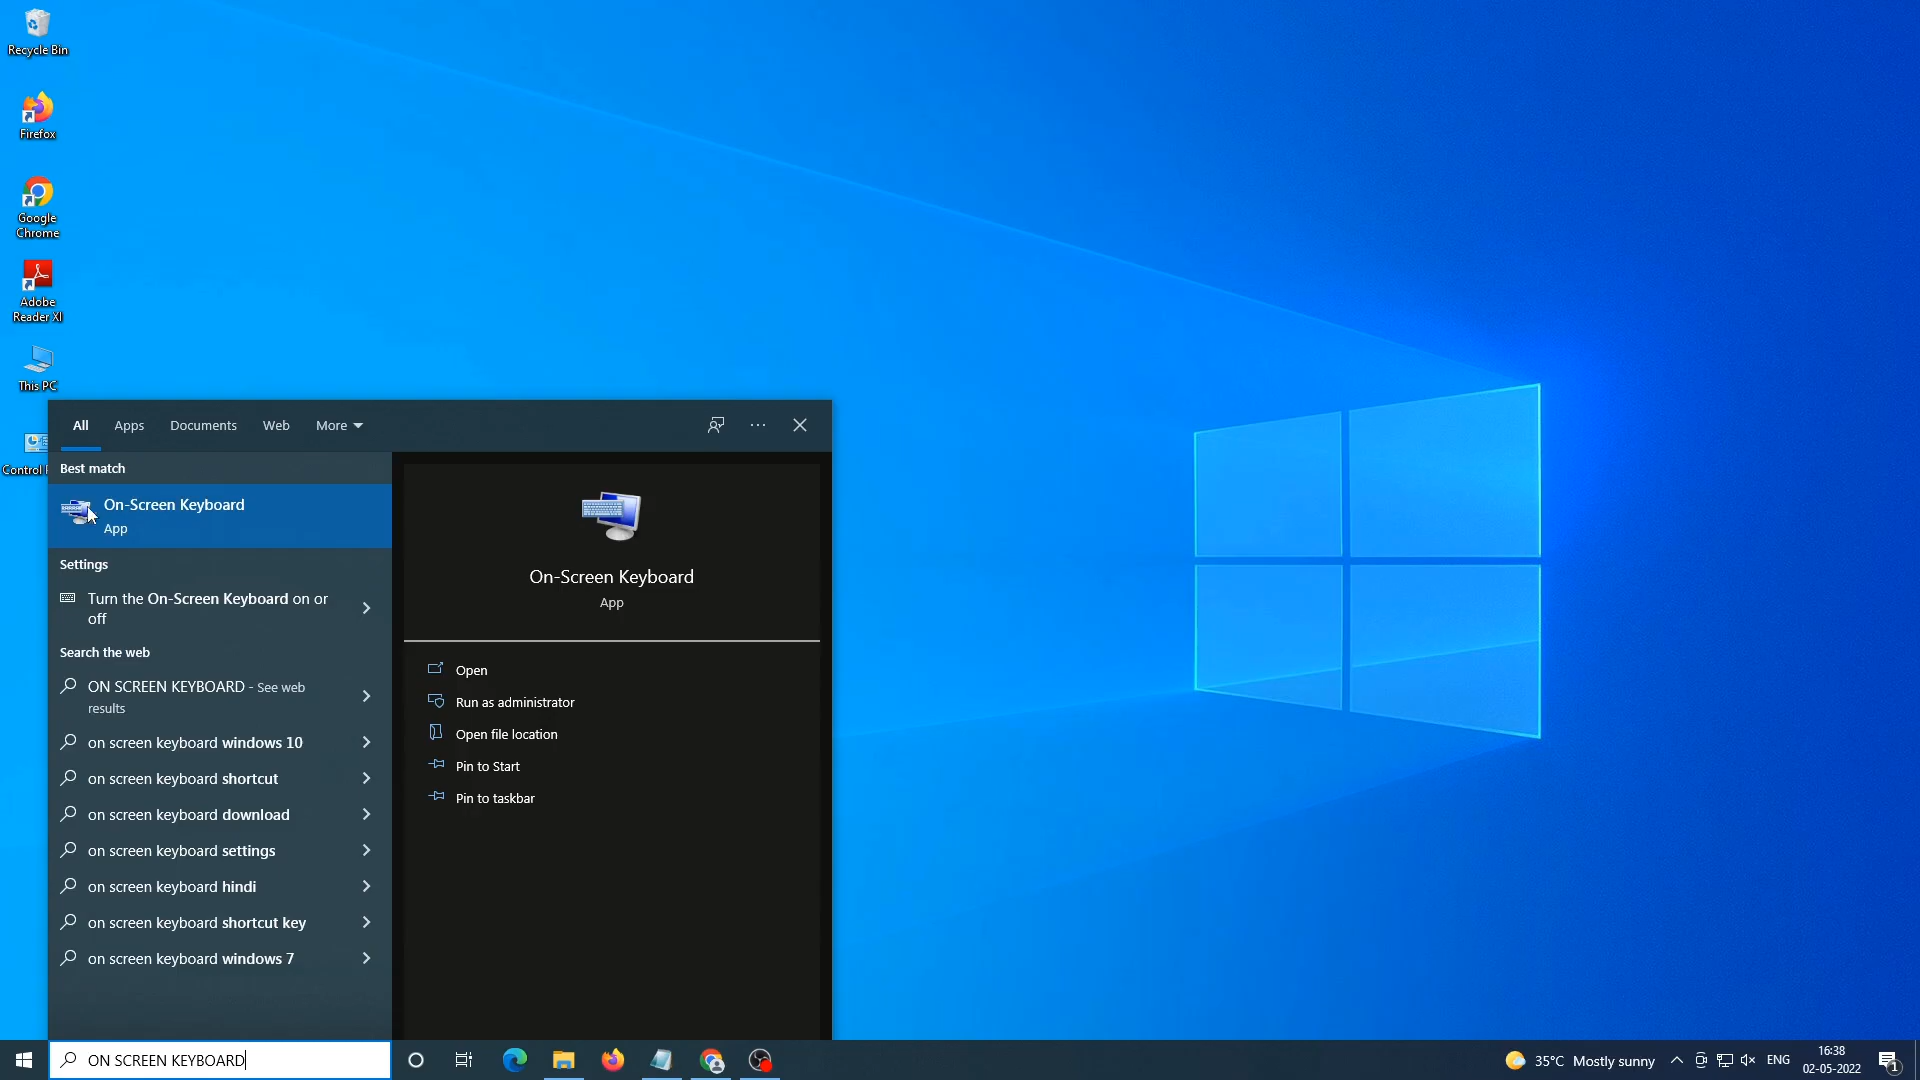 Recycle Bin
Firefox
Google
Chrome
Adobe
Reader XI
This PC
Control
All
Apps
Documents
Web
More
Best match
On-Screen Keyboard
App
Settings
Turn the On-Screen Keyboard on or
off
Search the web
ON SCREEN KEYBOARD - See web
results
on screen keyboard windows 10
on screen keyboard shortcut
on screen keyboard download
on screen keyboard settings
on screen keyboard hindi
on screen keyboard shortcut key
on screen keyboard windows 7
On-Screen Keyboard
App
Open
Run as administrator
Open file location
Pin to Start
Pin to taskbar
ON SCREEN KEYBOARD
35°C Mostly sunny
ENG
16:38
02-05-2022
1